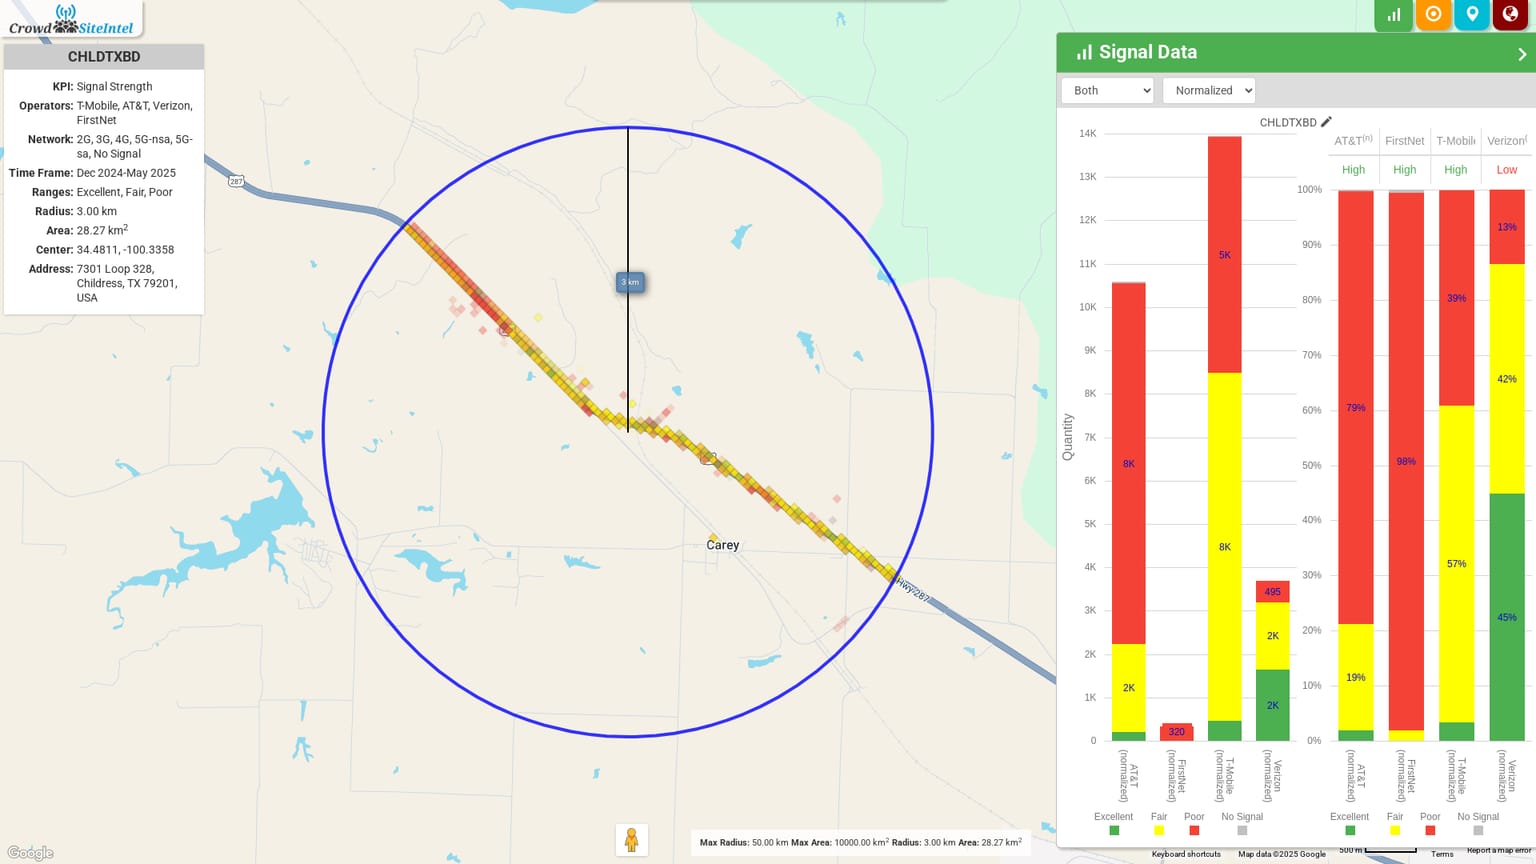 Crowd SiteIntel
CHLDTXBD
KPI: Signal Strength
Operators: T-Mobile, AT&T, Verizon,
FirstNet
Network: 2G, 3G, 4G, 5G-nsa, 5G-
sa, No Signal
Time Frame: Dec 2024-May 2025
Ranges: Excellent, Fair, Poor
Radius: 3.00 km
Area: 28.27 km²
Center: 34.4811, -100.3358
Address: 7301 Loop 328,
Childress, TX 79201,
USA
287
3 km
Carey
Hwy 287
Google
Max Radius: 50.00 km Max Area: 10000.00 km² Radius: 3.00 km Area: 28.27 km²
Signal Data
Both
Normalized
CHLDTXBD
14K
13K
12K
11K
10K
9K
8K
7K
6K
5K
4K
3K
2K
1K
0
Quantity
8K
2K
320
5K
8K
495
2K
2K
AT&T (normalized)
FirstNet (normalized)
T-Mobile (normalized)
Verizon (normalized)
Excellent
Fair
Poor
No Signal
AT&T(n)
FirstNet
T-Mobile
Verizon(
High
High
High
Low
100%
90%
80%
70%
60%
50%
40%
30%
20%
10%
0%
79%
19%
98%
39%
57%
13%
42%
45%
AT&T (normalized)
FirstNet (normalized)
T-Mobile (normalized)
Verizon (normalized)
Excellent
Fair
Poor
No Signal
500 m
Keyboard shortcuts
Map data ©2025 Google
Terms
Report a map error